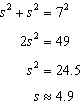 s² + s² = 7²
2s² = 49
s² = 24.5
s ≈ 4.9